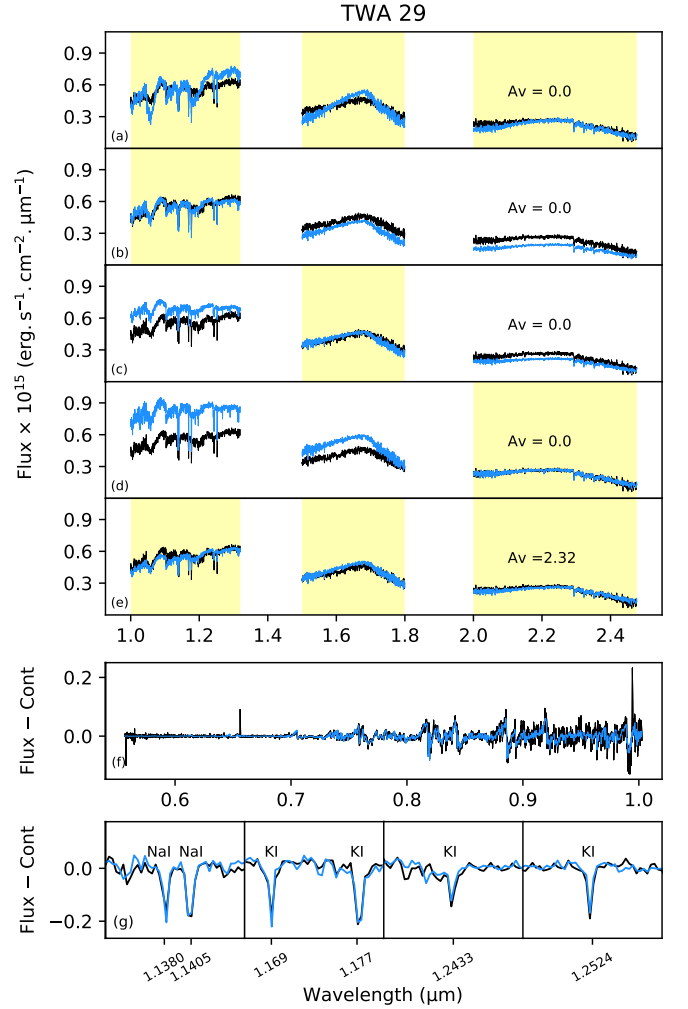 TWA 29
0.9
0.6
0.3
Av = 0.0
(a)
0.9
0.6
0.3
Av = 0.0
(b)
0.9
0.6
0.3
Av = 0.0
(c)
0.9
0.6
0.3
Av = 0.0
(d)
0.9
0.6
0.3
Av =2.32
(e)
Flux × 10¹⁵ (erg.s⁻¹.cm⁻².μm⁻¹)
1.0 1.2 1.4 1.6 1.8 2.0 2.2 2.4
0.2
0.0
Flux − Cont
(f)
0.6 0.7 0.8 0.9 1.0
NaI NaI KI KI KI KI
0.0
−0.2
Flux − Cont
(g)
1.1380 1.1405 1.169 1.177 1.2433 1.2524
Wavelength (μm)